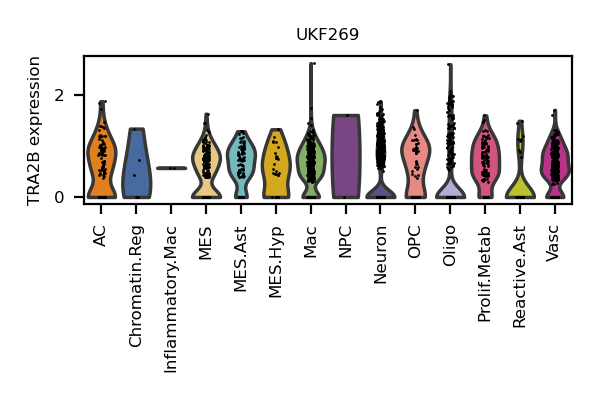 UKF269
TRA2B expression
2
0
AC
Chromatin.Reg
Inflammatory.Mac
MES
MES.Ast
MES.Hyp
Mac
NPC
Neuron
OPC
Oligo
Prolif.Metab
Reactive.Ast
Vasc